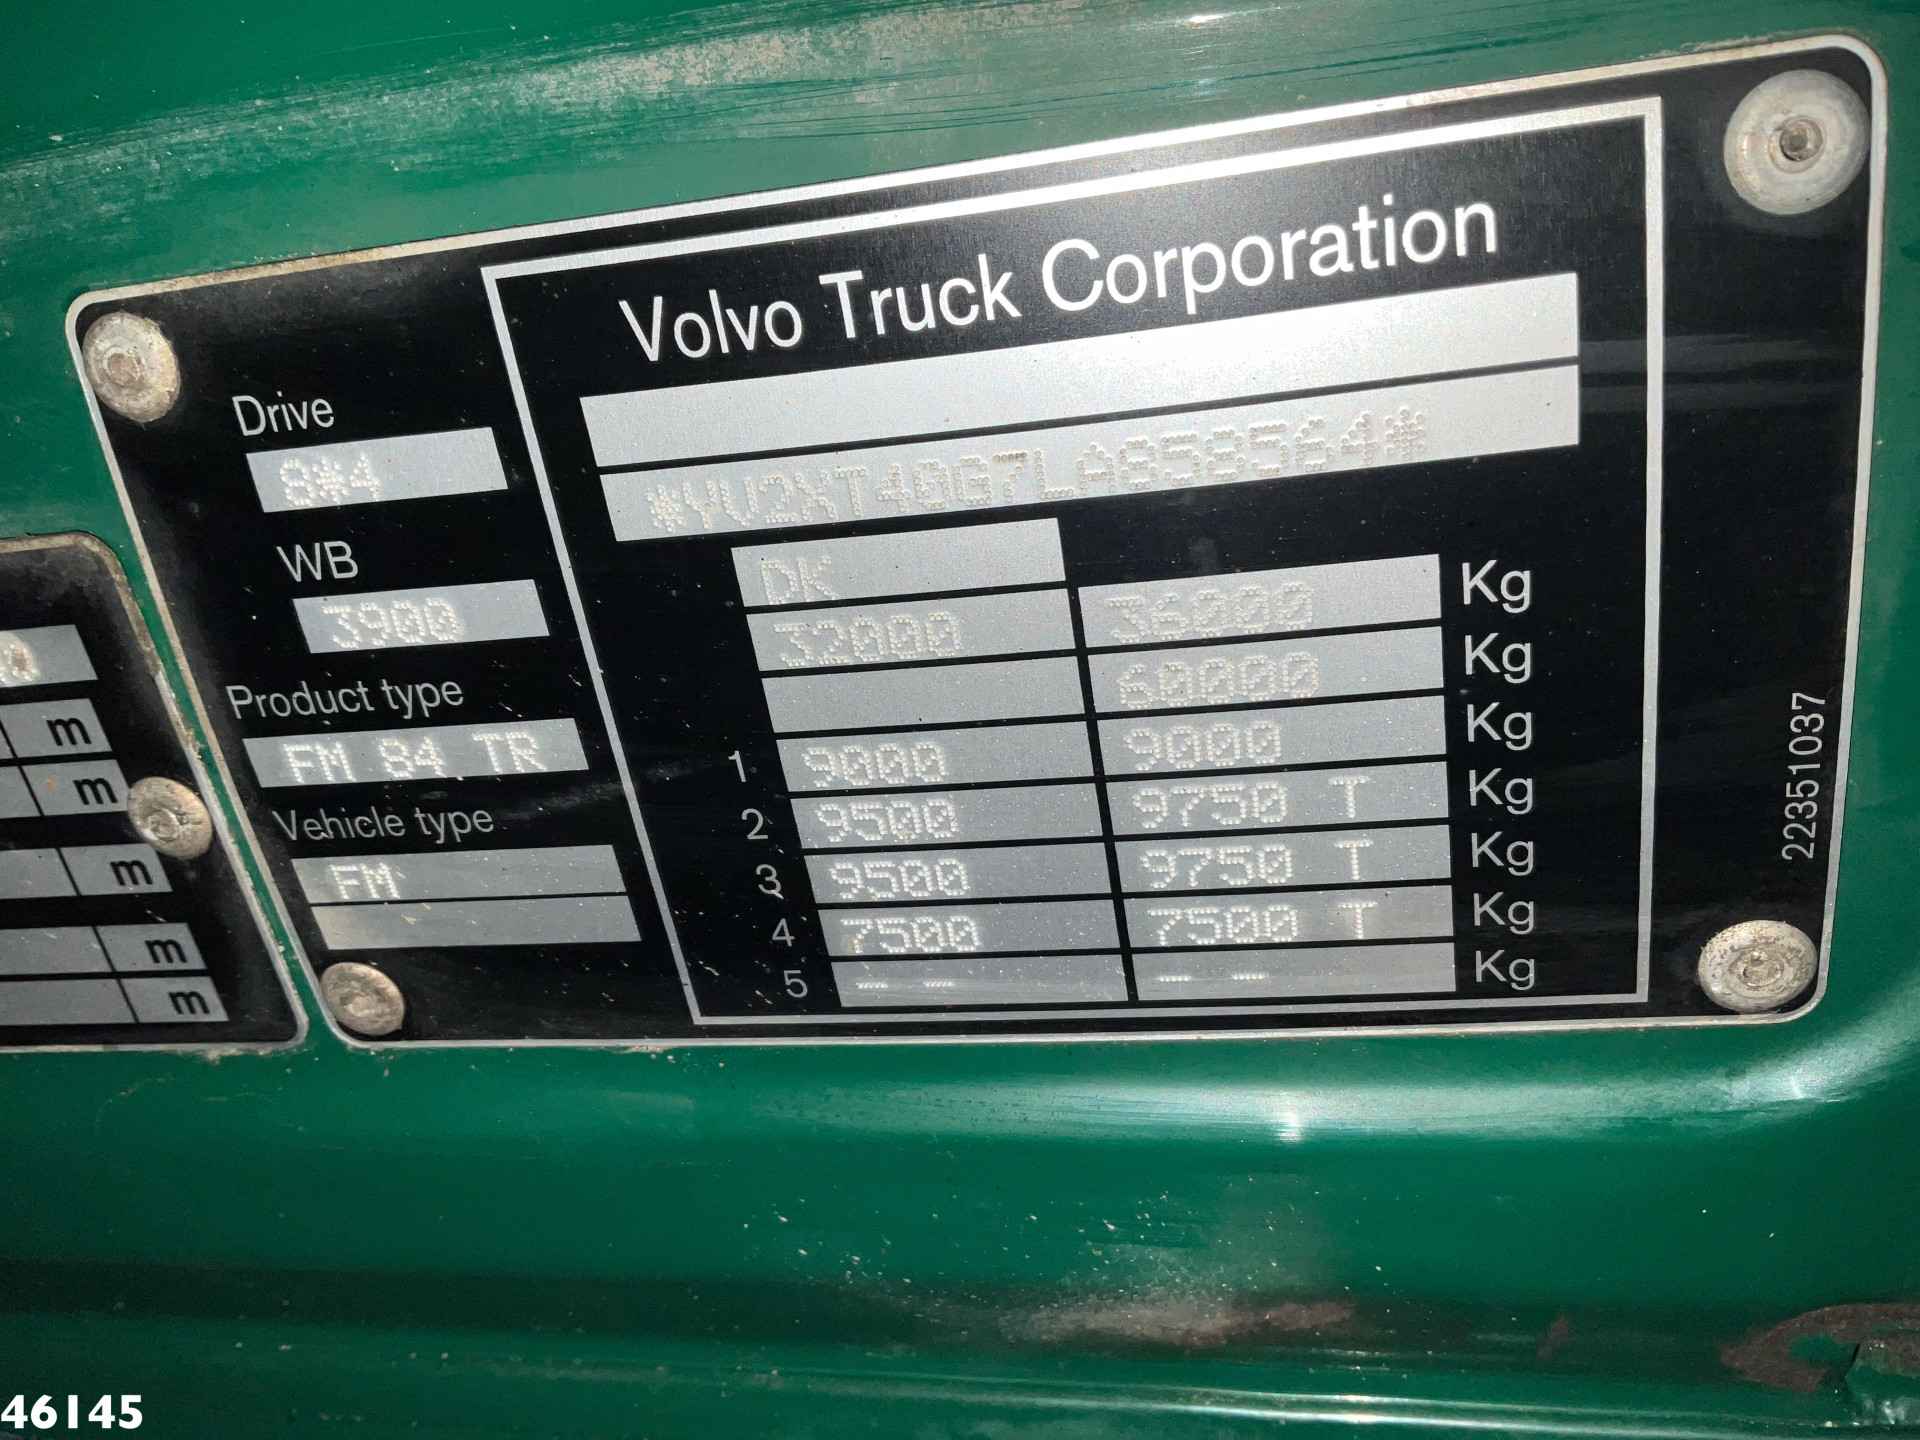 Volvo Truck Corporation
*YV2XT40G7LA858564*
Drive
8*4
WB
3900
Product type
FM 84 TR
Vehicle type
FM
DK
32000 36000 Kg
60000 Kg
1 9000 9000 Kg
2 9500 9750 T Kg
3 9500 9750 T Kg
4 7500 7500 T Kg
5 -- -- Kg
22351037
m
m
m
m
m
46145